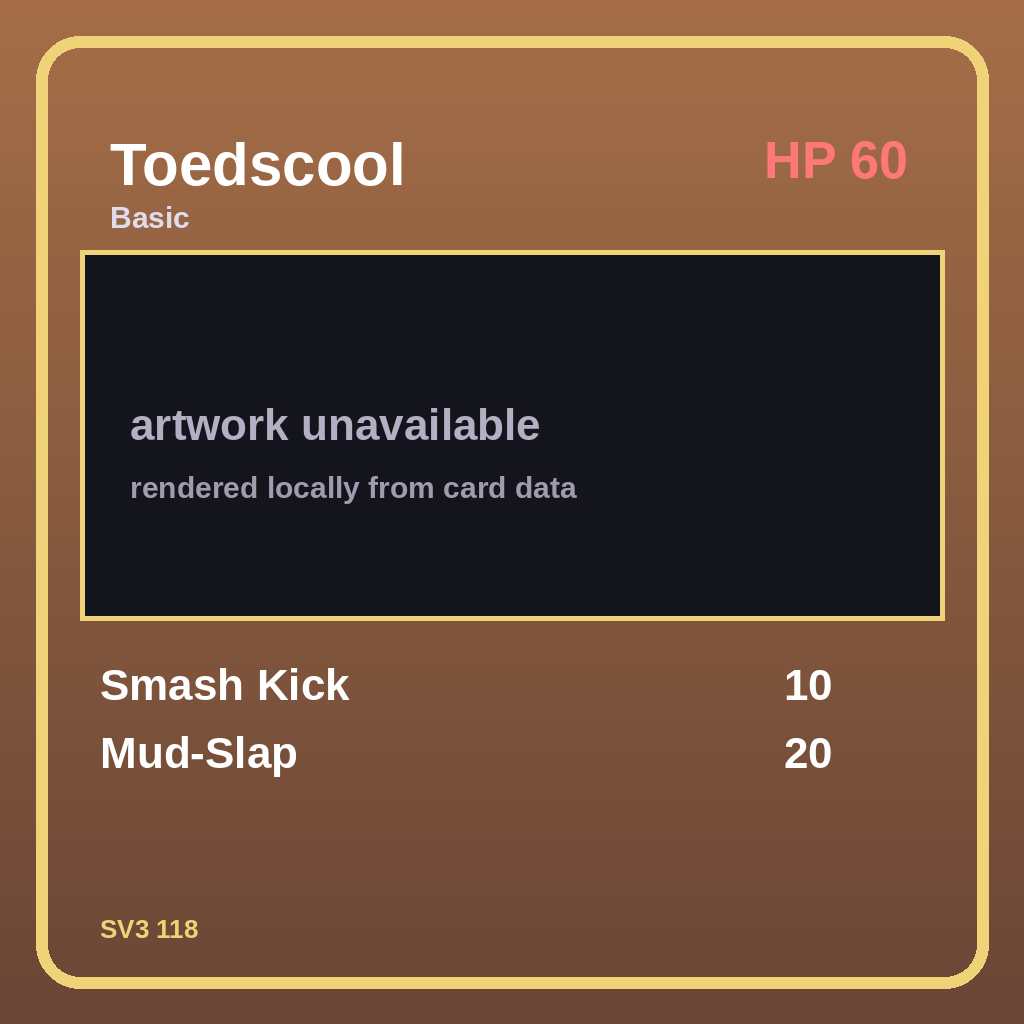 Toedscool
HP 60
Basic
artwork unavailable
rendered locally from card data
Smash Kick 10
Mud-Slap 20
SV3 118